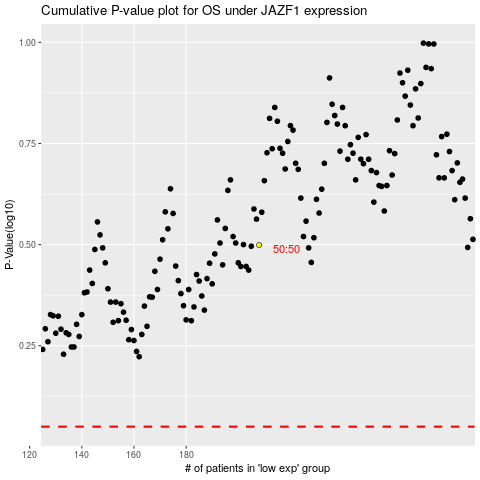 Cumulative P-value plot for OS under JAZF1 expression
P-Value(log10)
1.00
0.75
0.50
0.25
50:50
120 140 160 180
# of patients in 'low exp' group